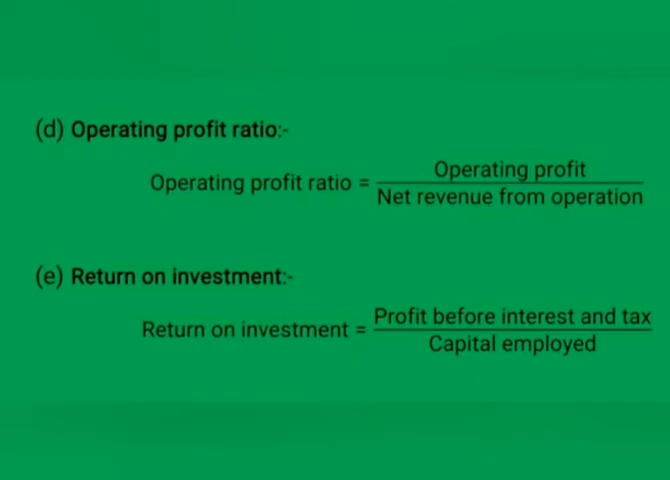 (d) Operating profit ratio:-
Operating profit ratio = Operating profit / Net revenue from operation
(e) Return on investment:-
Return on investment = Profit before interest and tax / Capital employed